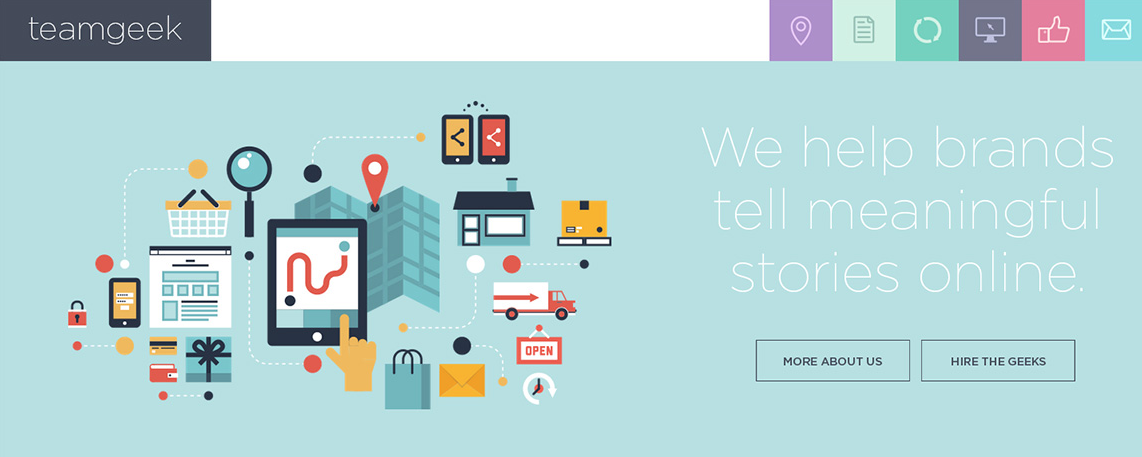 teamgeek
We help brands
tell meaningful
stories online.
OPEN
MORE ABOUT US
HIRE THE GEEKS